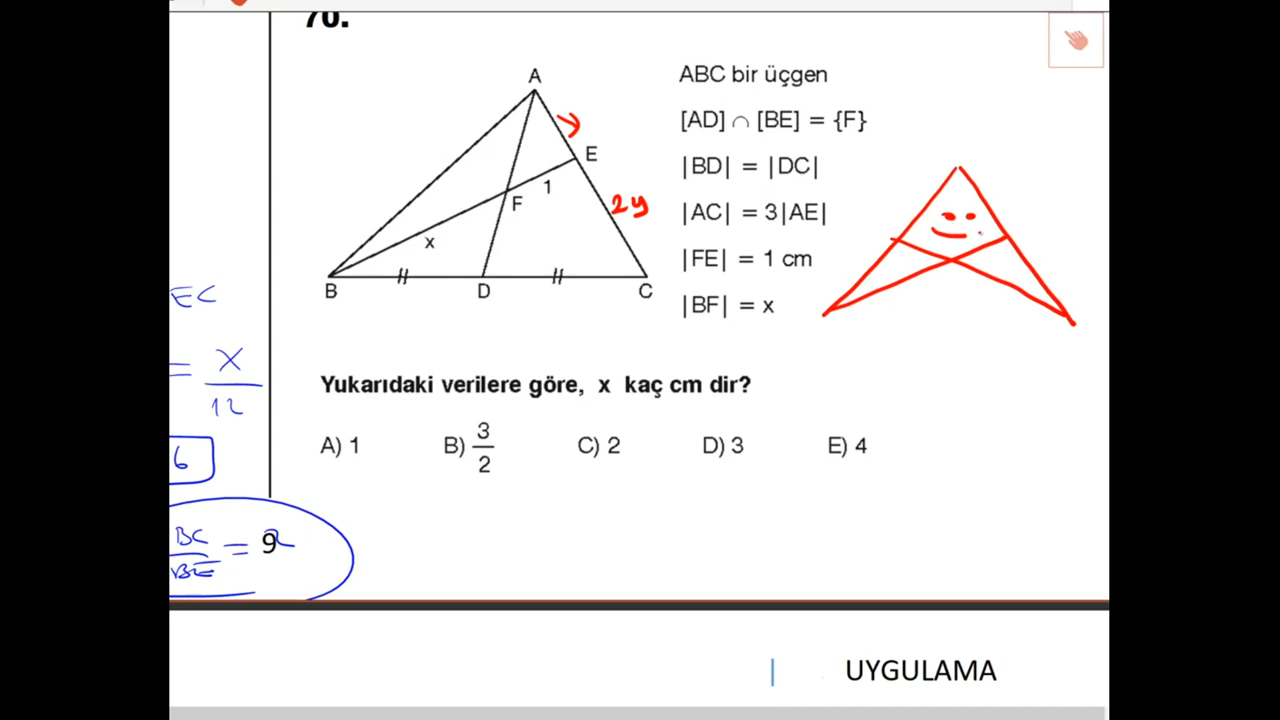 70.
A
E
1
F
x
B
D
C
2y
ABC bir üçgen
[AD] ∩ [BE] = {F}
|BD| = |DC|
|AC| = 3|AE|
|FE| = 1 cm
|BF| = x
Yukarıdaki verilere göre, x kaç cm dir?
A) 1 B) 3/2 C) 2 D) 3 E) 4
EC
= x/12
6
BC/BE = 9
UYGULAMA